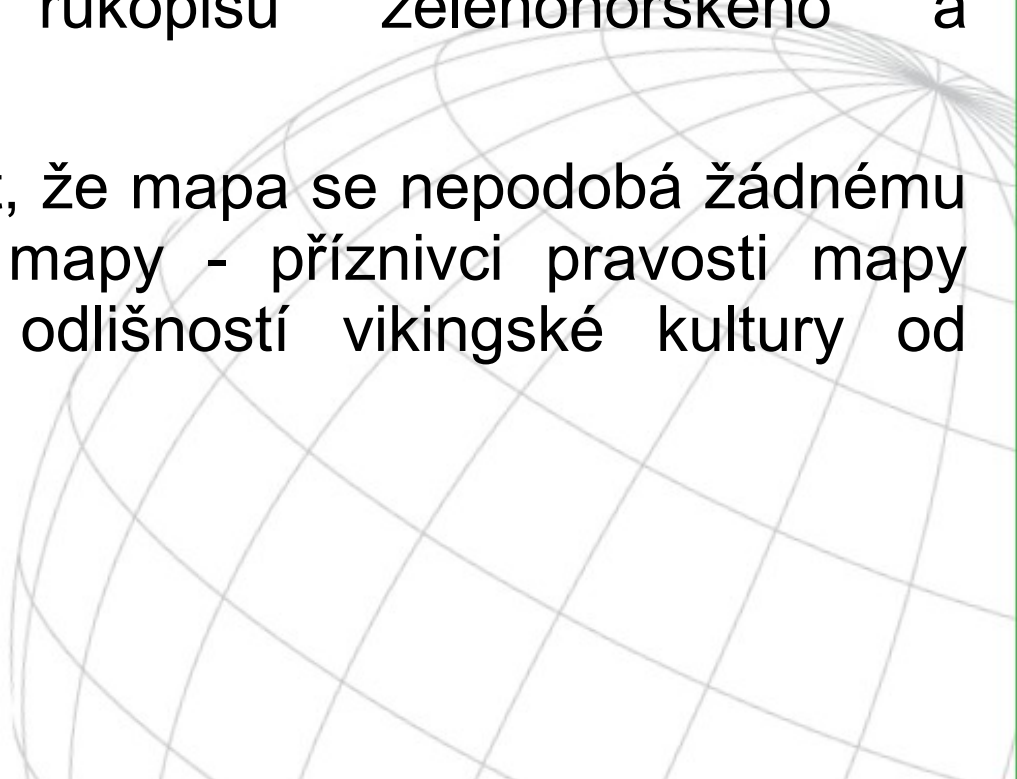 rukopisu zelenohorského a
, že mapa se nepodobá žádnému
mapy - příznivci pravosti mapy
odlišností vikingské kultury od